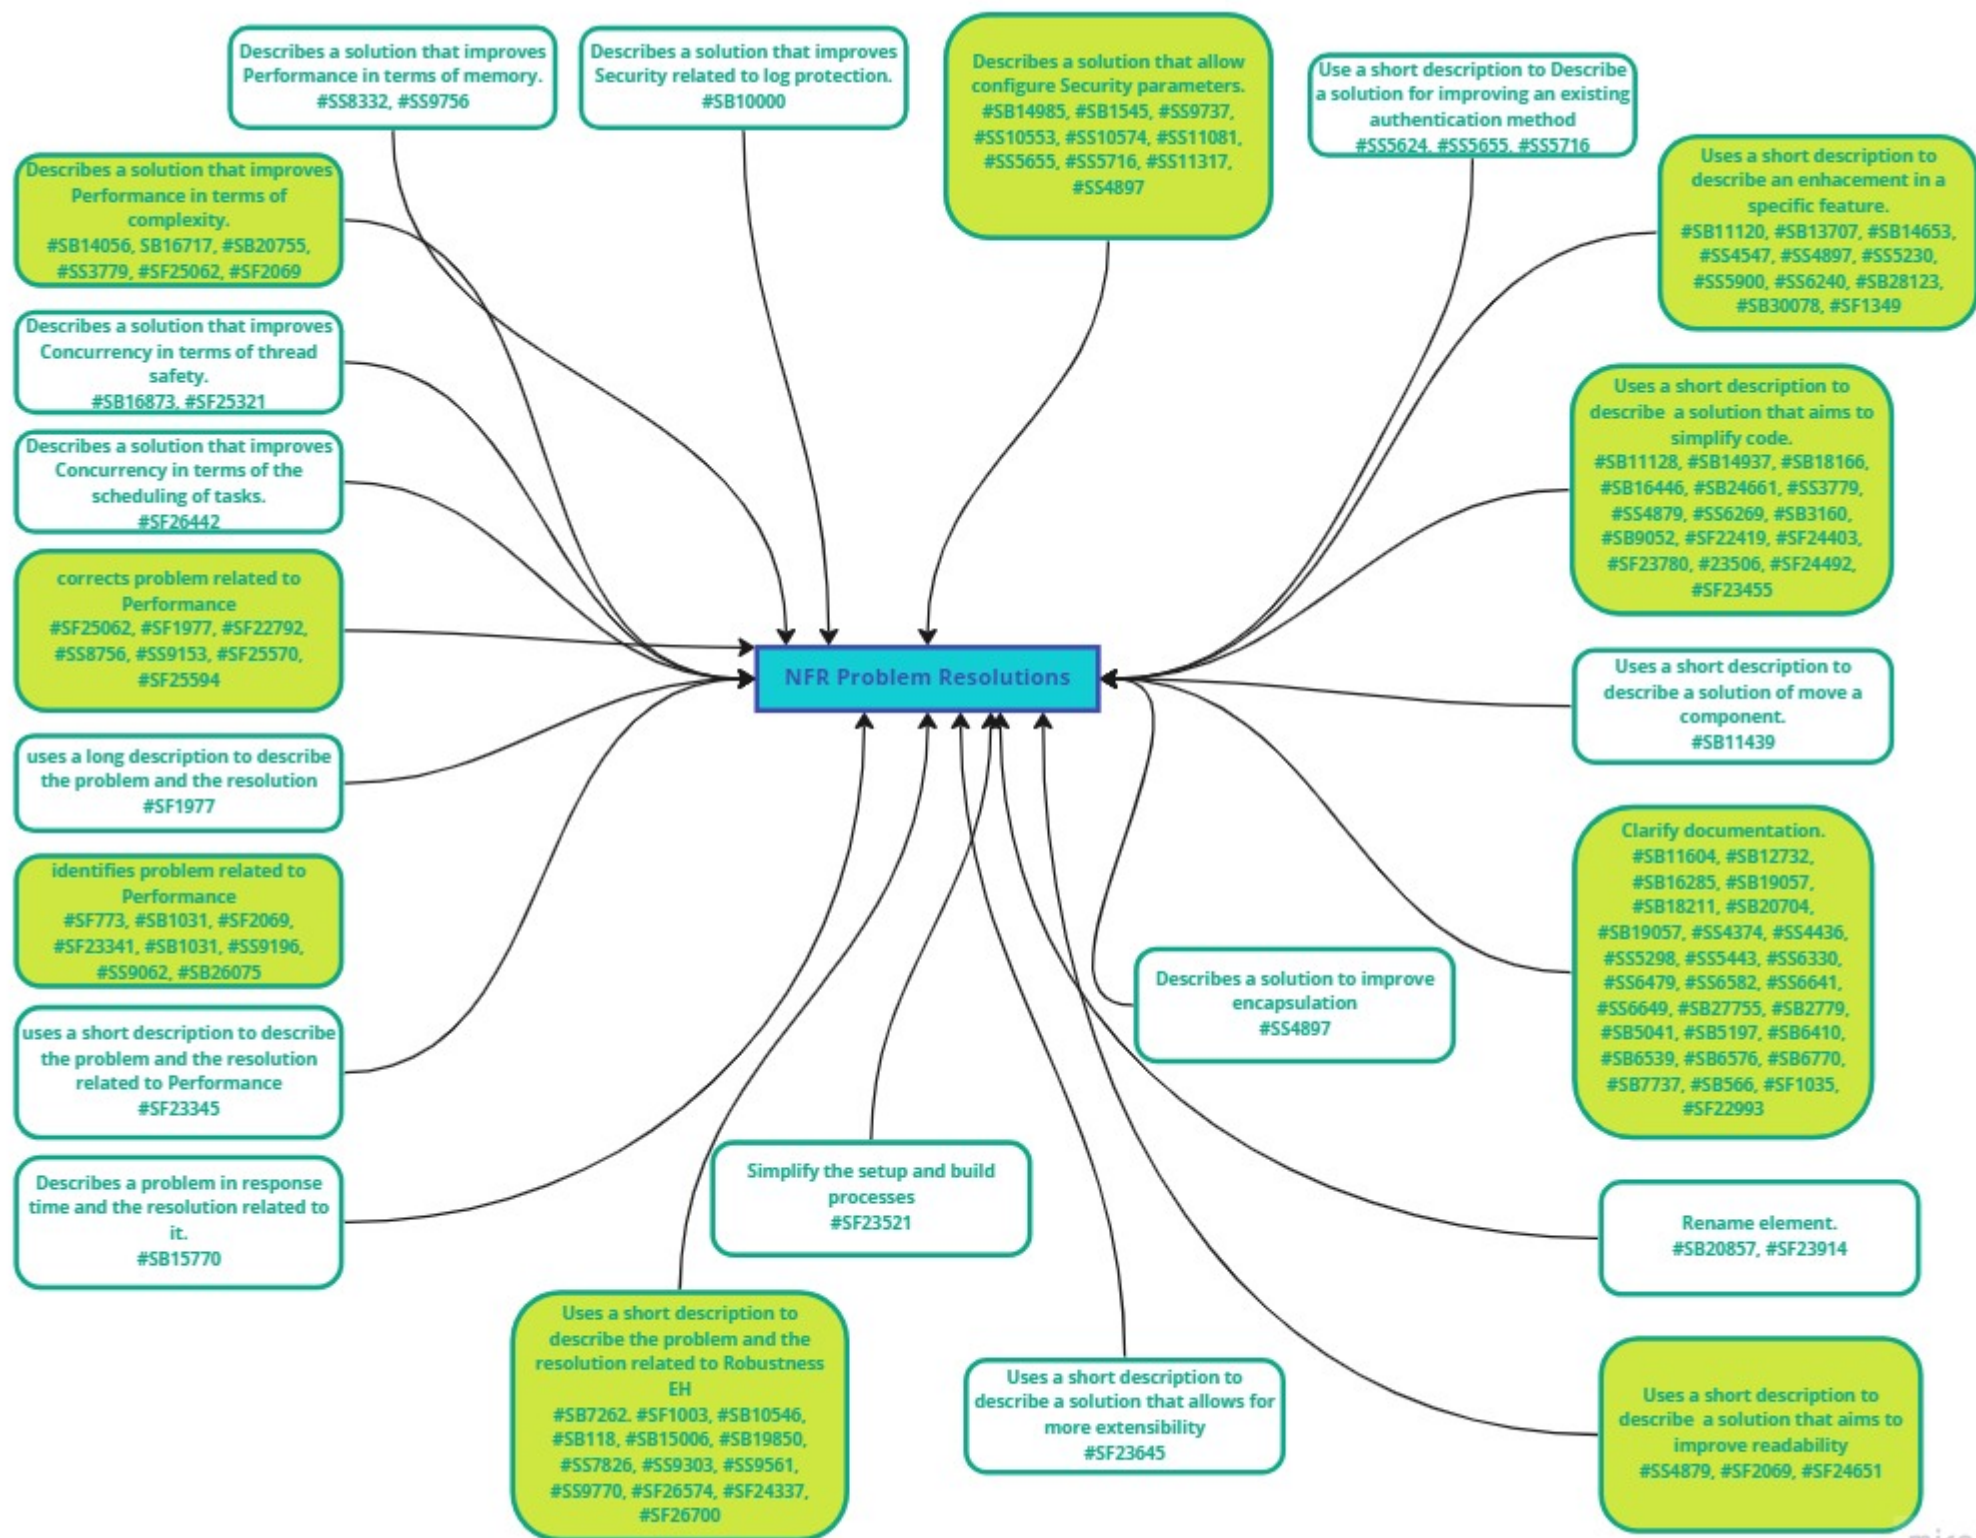 Describes a solution that improves
Performance in terms of memory.
#SS8332, #SS9756
Describes a solution that improves
Security related to log protection.
#SB10000
Describes a solution that allow
configure Security parameters.
#SB14985, #SB1545, #SS9737,
#SS10553, #SS10574, #SS11081,
#SS5655, #SS5716, #SS11317,
#SS4897
Use a short description to Describe
a solution for improving an existing
authentication method
#SS5624, #SS5655, #SS5716
Uses a short description to
describe an enhacement in a
specific feature.
#SB11120, #SB13707, #SB14653,
#SS4547, #SS4897, #SS5230,
#SS5900, #SS6240, #SB28123,
#SB30078, #SF1349
Describes a solution that improves
Performance in terms of
complexity.
#SB14056, SB16717, #SB20755,
#SS3779, #SF25062, #SF2069
Describes a solution that improves
Concurrency in terms of thread
safety.
#SB16873, #SF25321
Describes a solution that improves
Concurrency in terms of the
scheduling of tasks.
#SF26442
corrects problem related to
Performance
#SF25062, #SF1977, #SF22792,
#SS8756, #SS9153, #SF25570,
#SF25594
uses a long description to describe
the problem and the resolution
#SF1977
identifies problem related to
Performance
#SF773, #SB1031, #SF2069,
#SF23341, #SB1031, #SS9196,
#SS9062, #SB26075
uses a short description to describe
the problem and the resolution
related to Performance
#SF23345
Describes a problem in response
time and the resolution related to
it.
#SB15770
NFR Problem Resolutions
Uses a short description to
describe  a solution that aims to
simplify code.
#SB11128, #SB14937, #SB18166,
#SB16446, #SB24661, #SS3779,
#SS4879, #SS6269, #SB3160,
#SB9052, #SF22419, #SF24403,
#SF23780, #23506, #SF24492,
#SF23455
Uses a short description to
describe a solution of move a
component.
#SB11439
Clarify documentation.
#SB11604, #SB12732,
#SB16285, #SB19057,
#SB18211, #SB20704,
#SB19057, #SS4374, #SS4436,
#SS5298, #SS5443, #SS6330,
#SS6479, #SS6582, #SS6641,
#SS6649, #SB27755, #SB2779,
#SB5041, #SB5197, #SB6410,
#SB6539, #SB6576, #SB6770,
#SB7737, #SB566, #SF1035,
#SF22993
Describes a solution to improve
encapsulation
#SS4897
Simplify the setup and build
processes
#SF23521
Rename element.
#SB20857, #SF23914
Uses a short description to
describe the problem and the
resolution related to Robustness
EH
#SB7262. #SF1003, #SB10546,
#SB118, #SB15006, #SB19850,
#SS7826, #SS9303, #SS9561,
#SS9770, #SF26574, #SF24337,
#SF26700
Uses a short description to
describe a solution that allows for
more extensibility
#SF23645
Uses a short description to
describe  a solution that aims to
improve readability
#SS4879, #SF2069, #SF24651